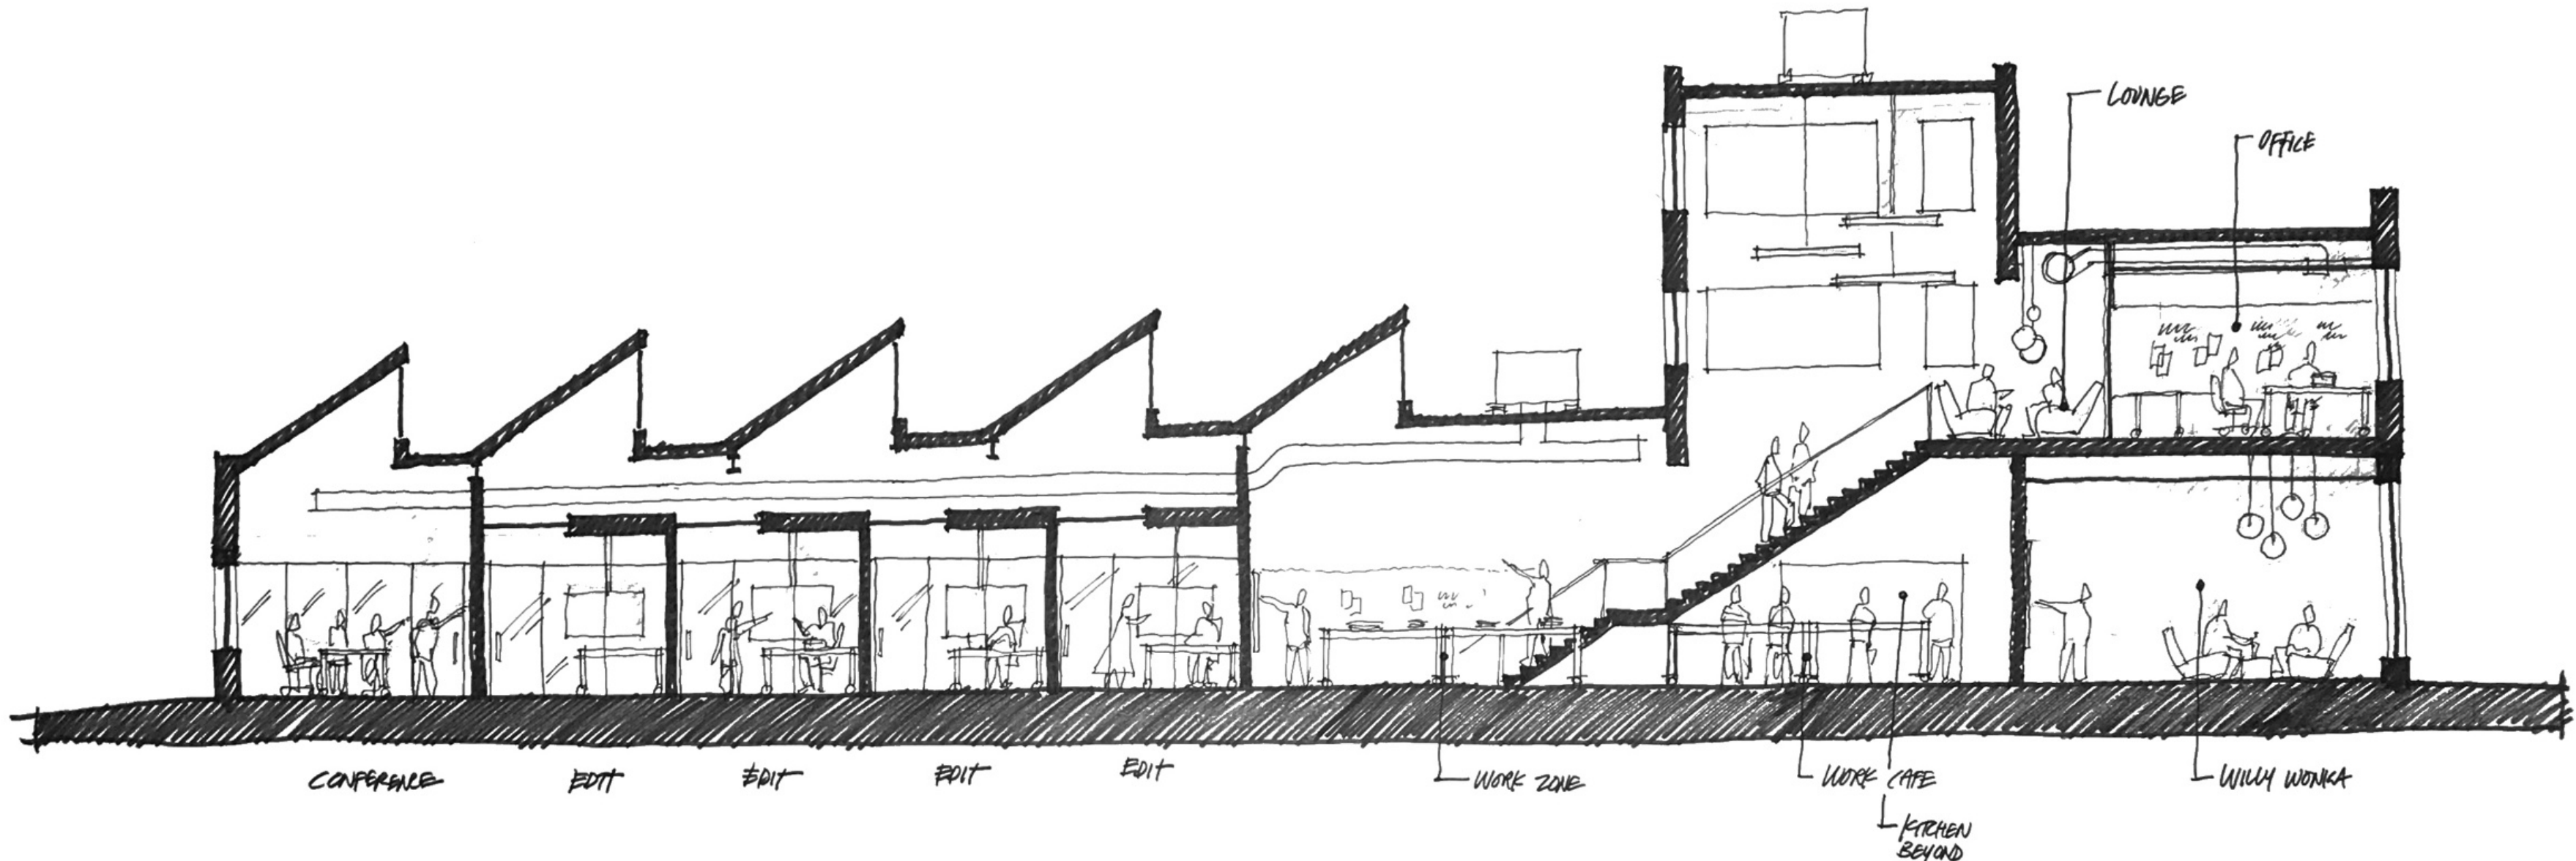 LOUNGE
OFFICE
CONFERENCE
EDIT
EDIT
EDIT
EDIT
WORK ZONE
WORK CAFE
KITCHEN
BEYOND
WILLY WONKA